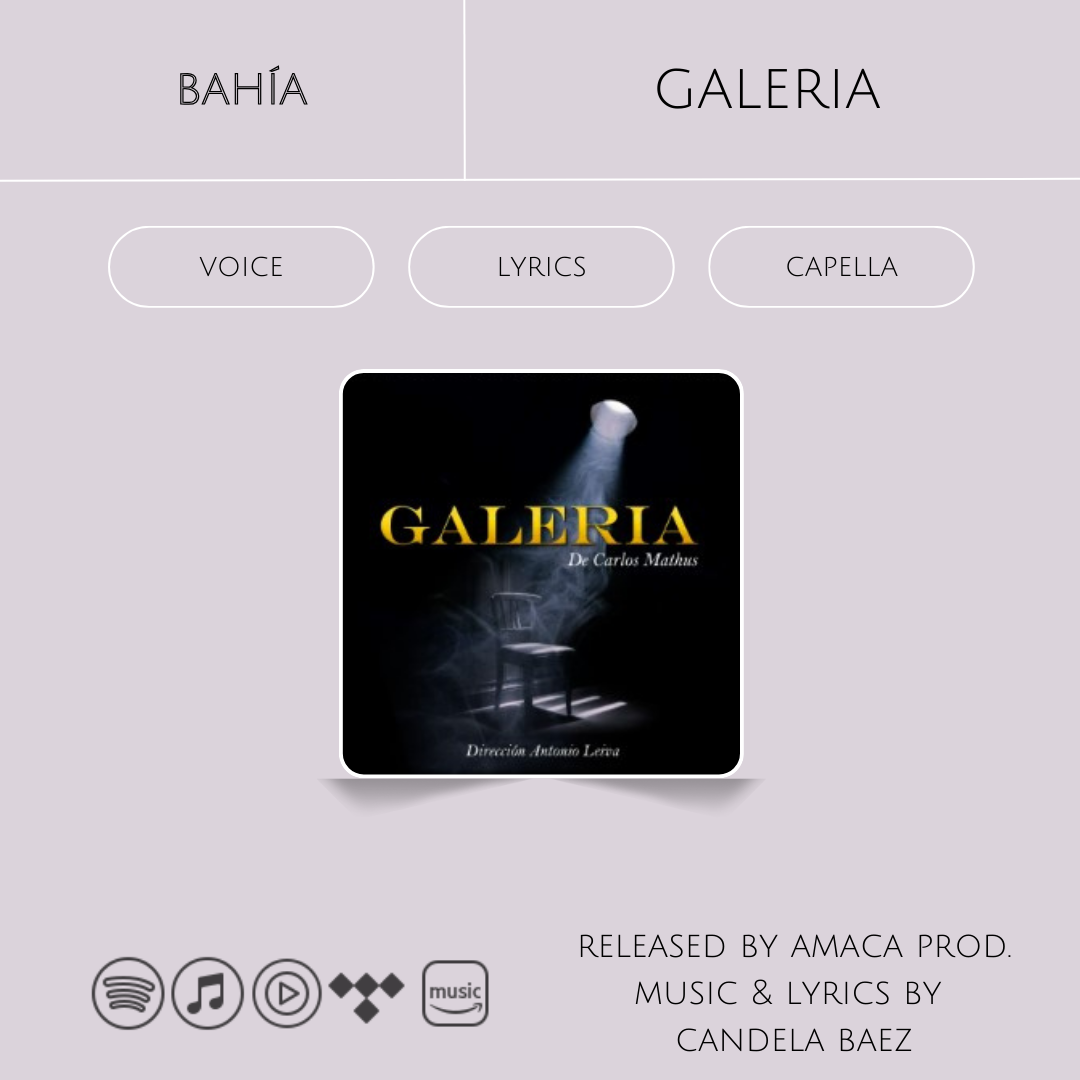 BAHÍA
GALERIA
VOICE
LYRICS
CAPELLA
GALERIA
De Carlos Mathus
Dirección Antonio Leiva
music
RELEASED BY AMACA PROD.
MUSIC & LYRICS BY
CANDELA BAEZ